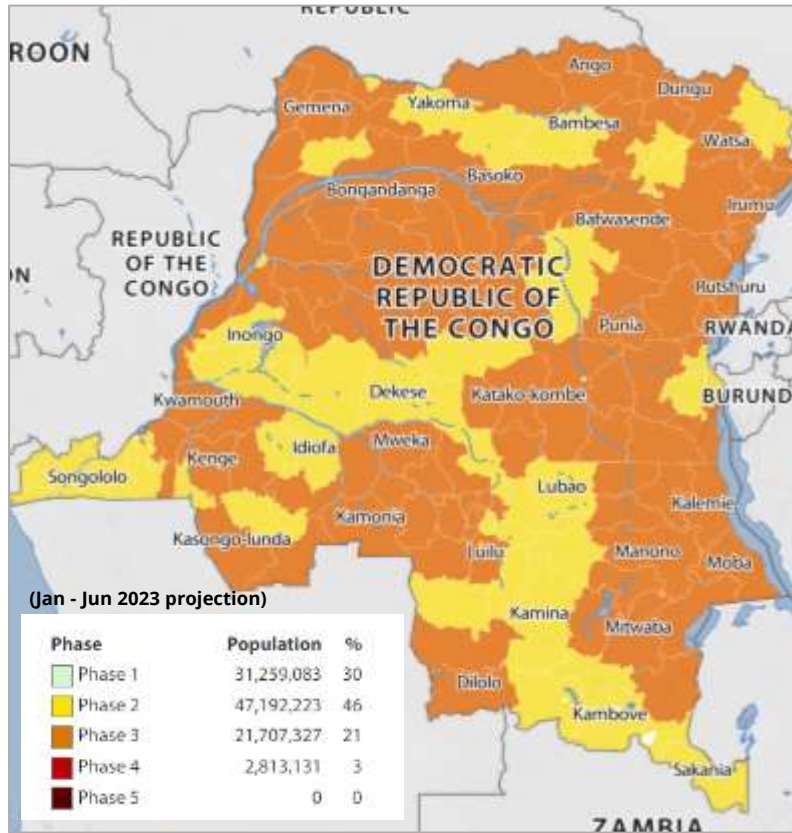 REPUBLIC
ROON
Ango
Dungu
Gemena
Yakoma
Bambesa
Watsa
Basoko
Bongandanga
Irumu
Bafwasende
REPUBLIC
OF THE
CONGO
ON
DEMOCRATIC
REPUBLIC OF
THE CONGO
Rutshuru
Punia
RWANDA
Inongo
Dekese
Katako-kombe
BURUND
Kwamouth
Mweka
Idiofa
Kenge
Songololo
Lubao
Kalemie
Kamonia
Kasongo-lunda
Luilu
Manono
Moba
(Jan - Jun 2023 projection)
Kamina
Mitwaba
Phase Population %
Phase 1 31,259,083 30
Phase 2 47,192,223 46
Phase 3 21,707,327 21
Phase 4 2,813,131 3
Phase 5 0 0
Dilolo
Kambove
Sakania
ZAMBIA